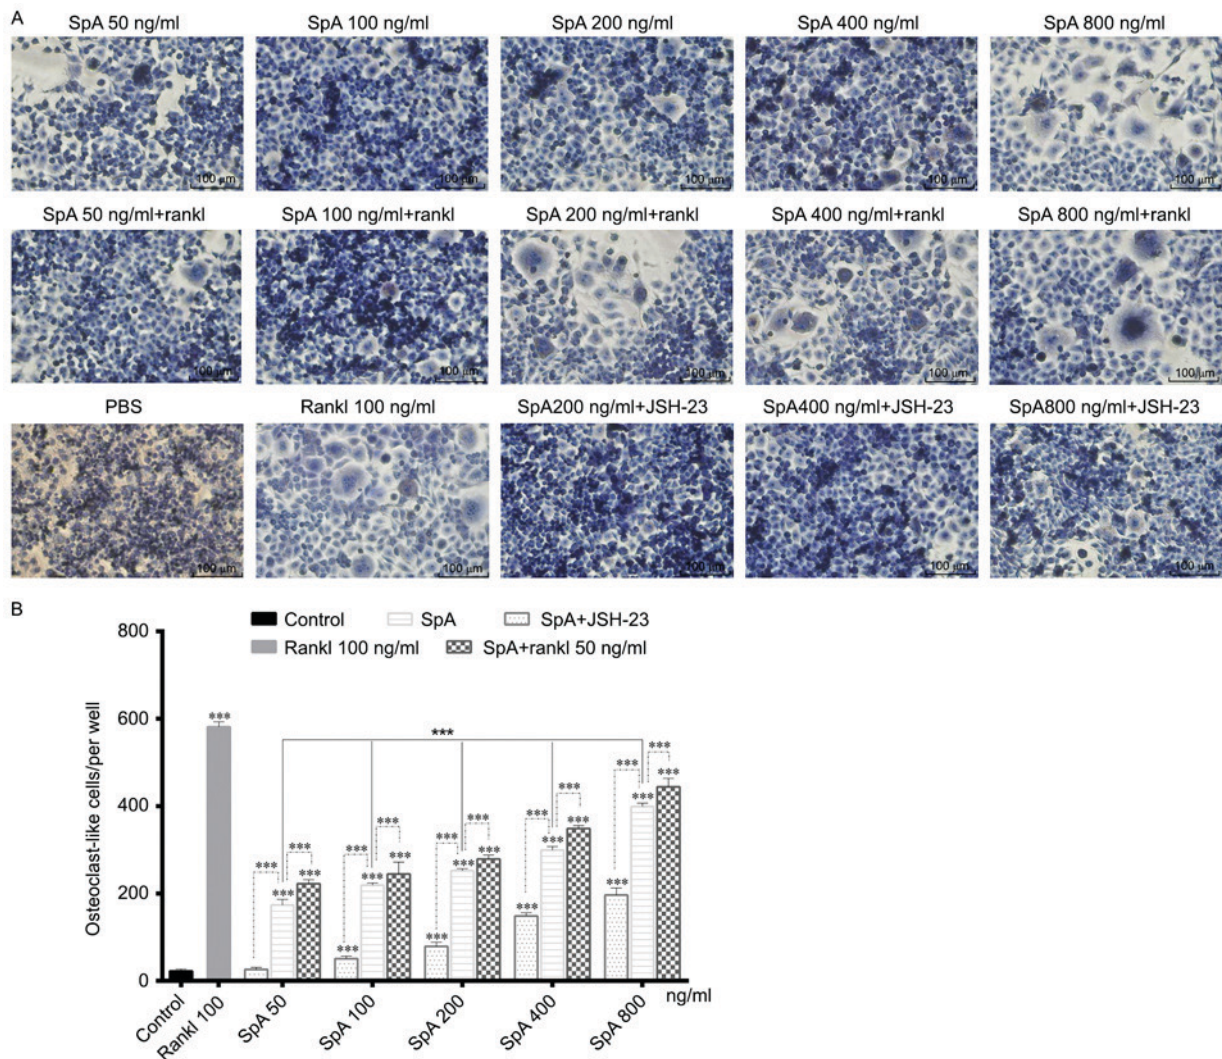 A
SpA 50 ng/ml SpA 100 ng/ml SpA 200 ng/ml SpA 400 ng/ml SpA 800 ng/ml
100 μm 100 μm 100 μm 100 μm 100 μm
SpA 50 ng/ml+rankl SpA 100 ng/ml+rankl SpA 200 ng/ml+rankl SpA 400 ng/ml+rankl SpA 800 ng/ml+rankl
100 μm 100 μm 100 μm 100 μm 100 μm
PBS Rankl 100 ng/ml SpA200 ng/ml+JSH-23 SpA400 ng/ml+JSH-23 SpA800 ng/ml+JSH-23
100 μm 100 μm 100 μm 100 μm 100 μm
B
Control SpA SpA+JSH-23
Rankl 100 ng/ml SpA+rankl 50 ng/ml
Osteoclast-like cells/per well
800
600
400
200
0
***
***
*** *** *** ***
*** *** *** ***
*** *** *** *** ***
*** *** *** *** ***
*** *** *** *** ***
*** *** ***
Control Rankl 100 SpA 50 SpA 100 SpA 200 SpA 400 SpA 800
ng/ml